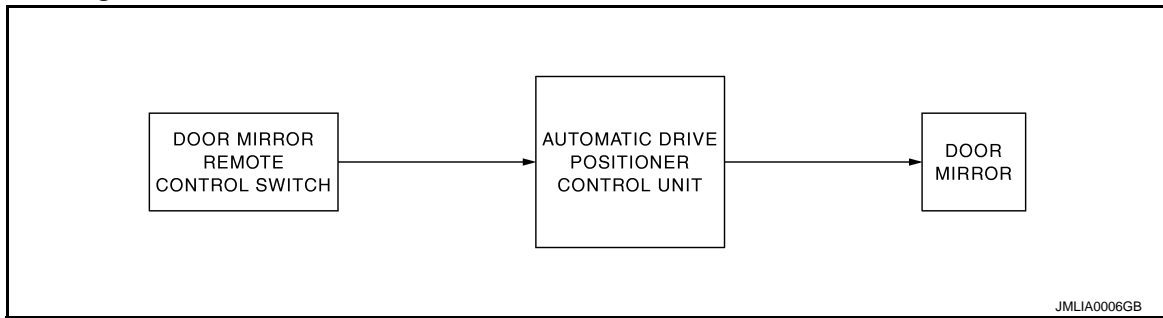 DOOR MIRROR
REMOTE
CONTROL SWITCH
AUTOMATIC DRIVE
POSITIONER
CONTROL UNIT
DOOR
MIRROR
JMLIA0006GB